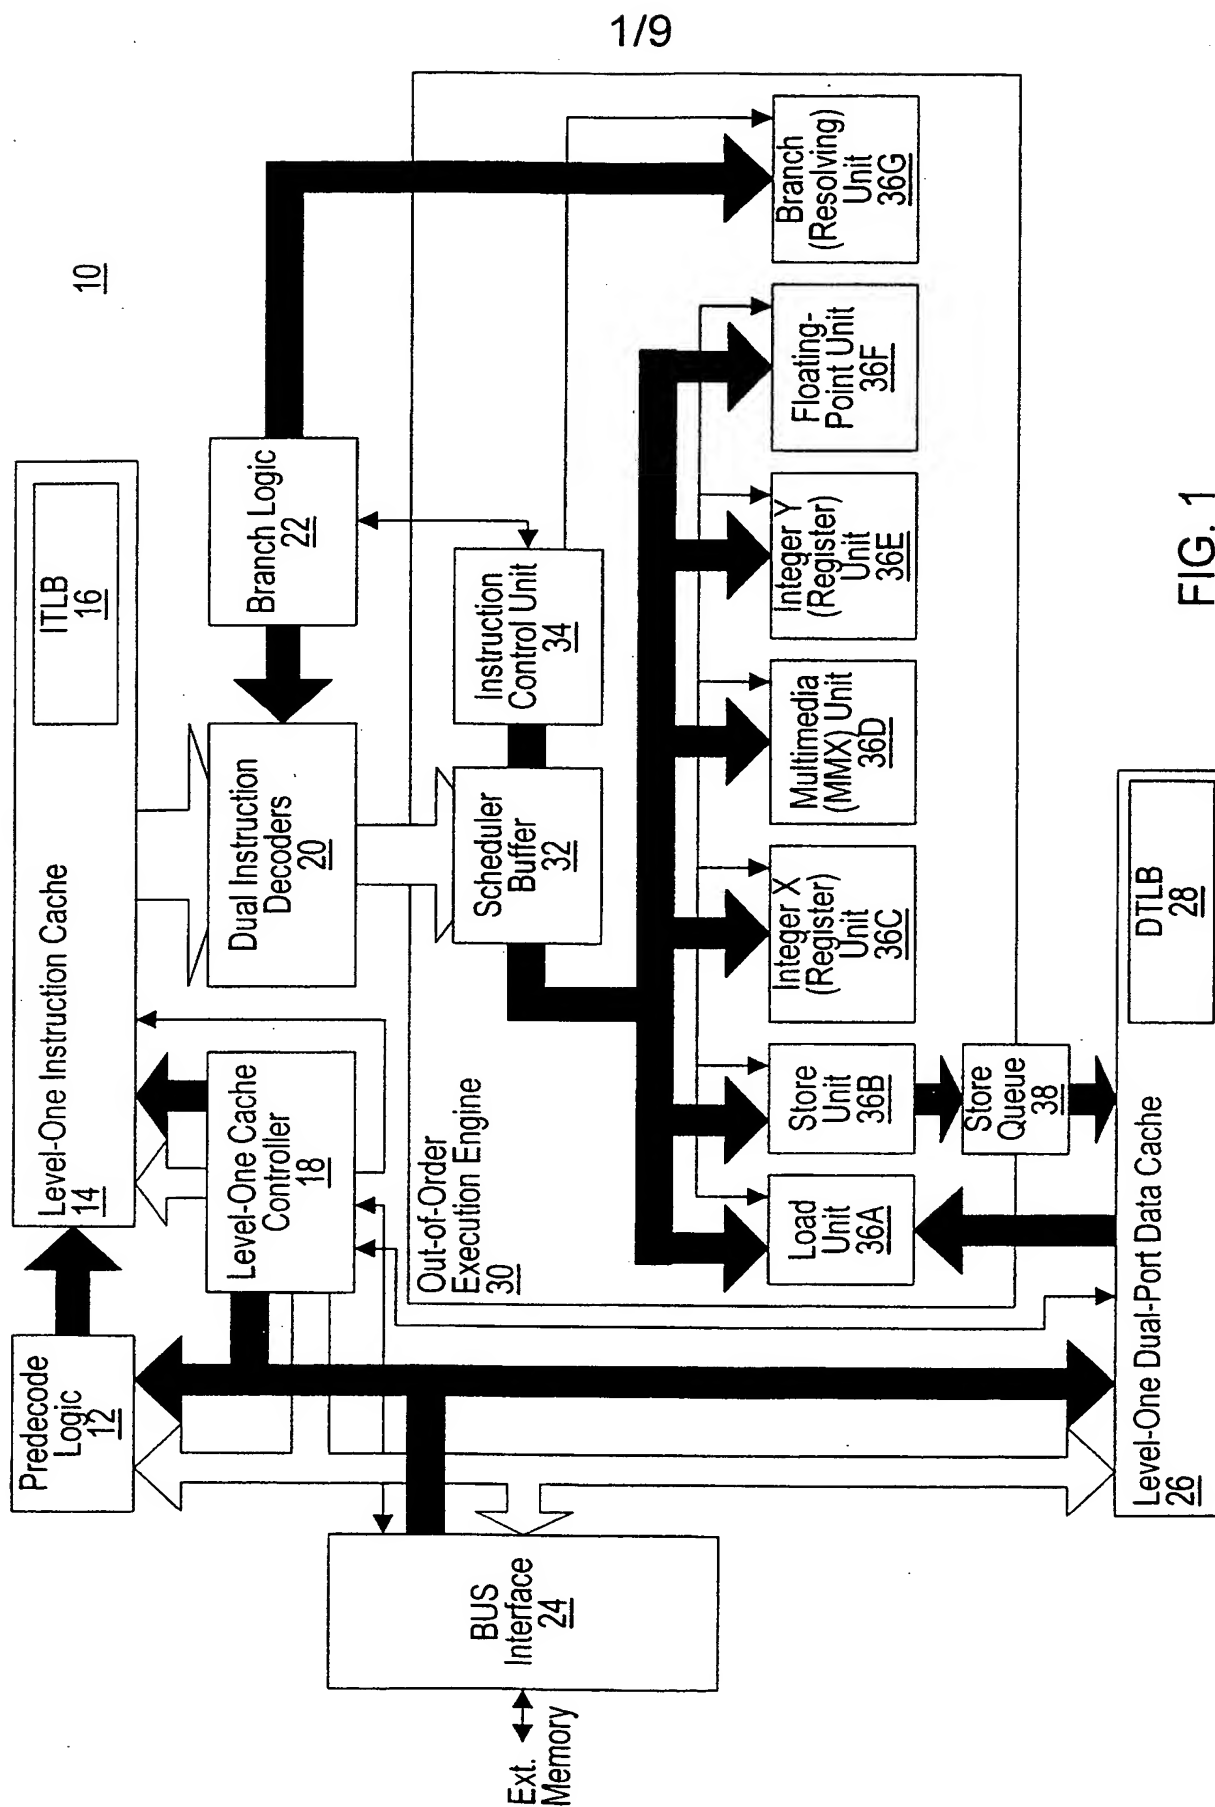 1/9
10
Level-One Instruction Cache
14
ITLB
16
Predecode
Logic
12
Level-One Cache
Controller
18
Dual Instruction
Decoders
20
Branch Logic
22
BUS
Interface
24
Ext.
Memory
Out-of-Order
Execution Engine
30
Scheduler
Buffer
32
Instruction
Control Unit
34
Load
Unit
36A
Store
Unit
36B
Integer X
(Register)
Unit
36C
Multimedia
(MMX) Unit
36D
Integer Y
(Register)
Unit
36E
Floating-
Point Unit
36F
Branch
(Resolving)
Unit
36G
Store
Queue
38
Level-One Dual-Port Data Cache
26
DTLB
28
FIG. 1